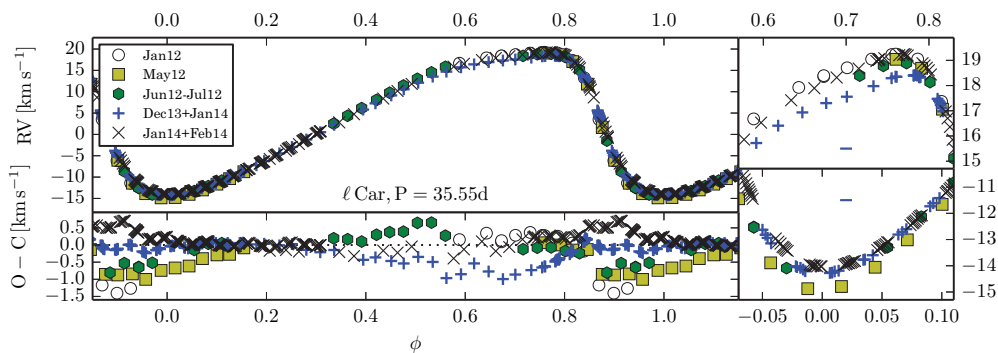 0.0 0.2 0.4 0.6 0.8 1.0
0.6 0.7 0.8
RV [km s⁻¹]
20
15
10
5
0
−5
−10
−15
Jan12
May12
Jun12-Jul12
Dec13+Jan14
Jan14+Feb14
ℓ Car, P = 35.55d
19
18
17
16
15
O − C [km s⁻¹]
0.5
0.0
−0.5
−1.0
−1.5
−11
−12
−13
−14
−15
0.0 0.2 0.4 0.6 0.8 1.0
−0.05 0.00 0.05 0.10
ϕ